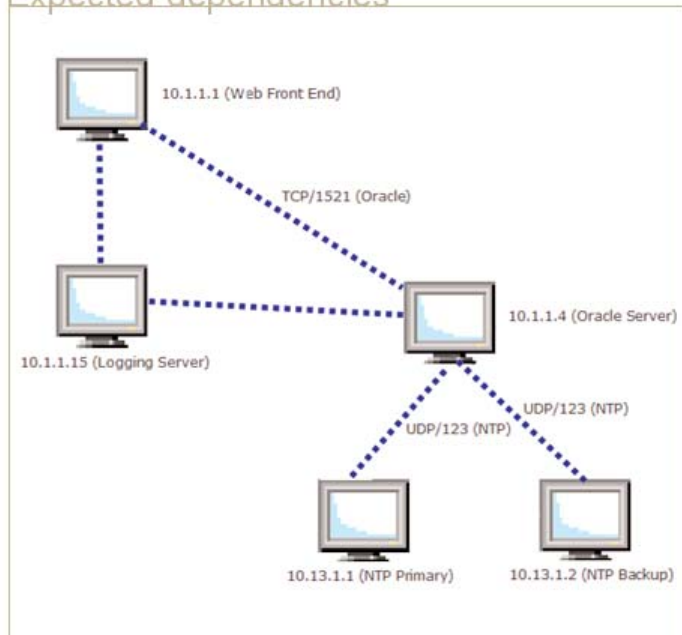 Expected dependencies
10.1.1.1 (Web Front End)
TCP/1521 (Oracle)
10.1.1.4 (Oracle Server)
10.1.1.15 (Logging Server)
UDP/123 (NTP)
UDP/123 (NTP)
10.13.1.1 (NTP Primary)
10.13.1.2 (NTP Backup)